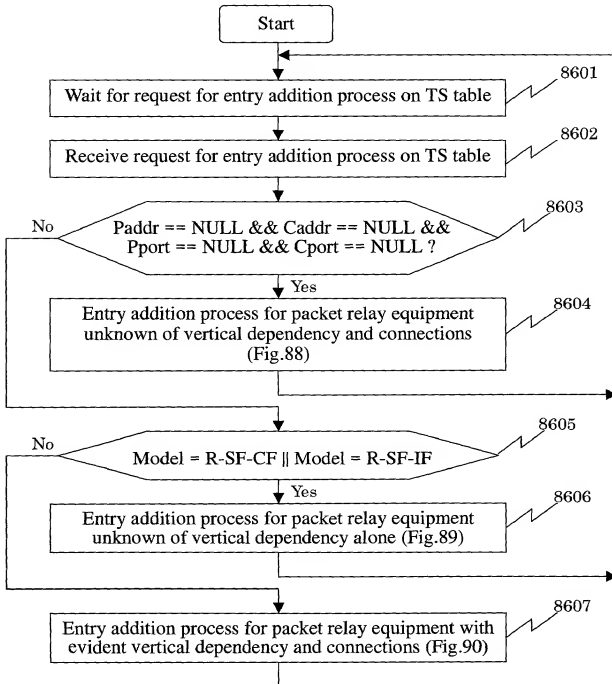 Start
Wait for request for entry addition process on TS table
8601
Receive request for entry addition process on TS table
8602
No
Paddr == NULL && Caddr == NULL &&
Pport == NULL && Cport == NULL ?
8603
Yes
Entry addition process for packet relay equipment
unknown of vertical dependency and connections
(Fig.88)
8604
No
Model = R-SF-CF || Model = R-SF-IF
8605
Yes
Entry addition process for packet relay equipment
unknown of vertical dependency alone (Fig.89)
8606
Entry addition process for packet relay equipment with
evident vertical dependency and connections (Fig.90)
8607